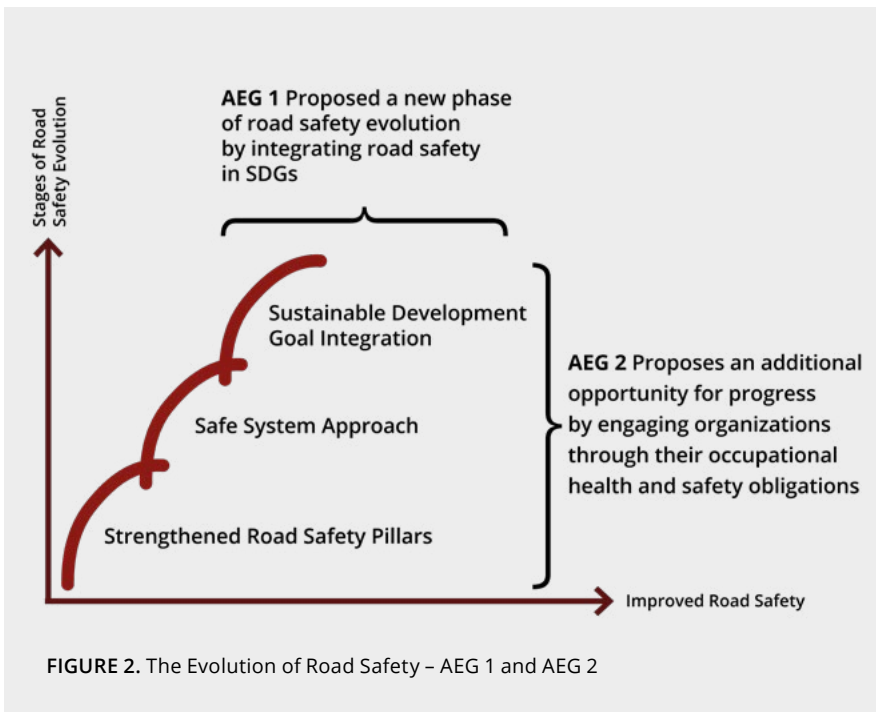 AEG 1 Proposed a new phase
of road safety evolution
by integrating road safety
in SDGs
Stages of Road
Safety Evolution
Sustainable Development
Goal Integration
AEG 2 Proposes an additional
opportunity for progress
by engaging organizations
through their occupational
health and safety obligations
Safe System Approach
Strengthened Road Safety Pillars
Improved Road Safety
FIGURE 2. The Evolution of Road Safety – AEG 1 and AEG 2